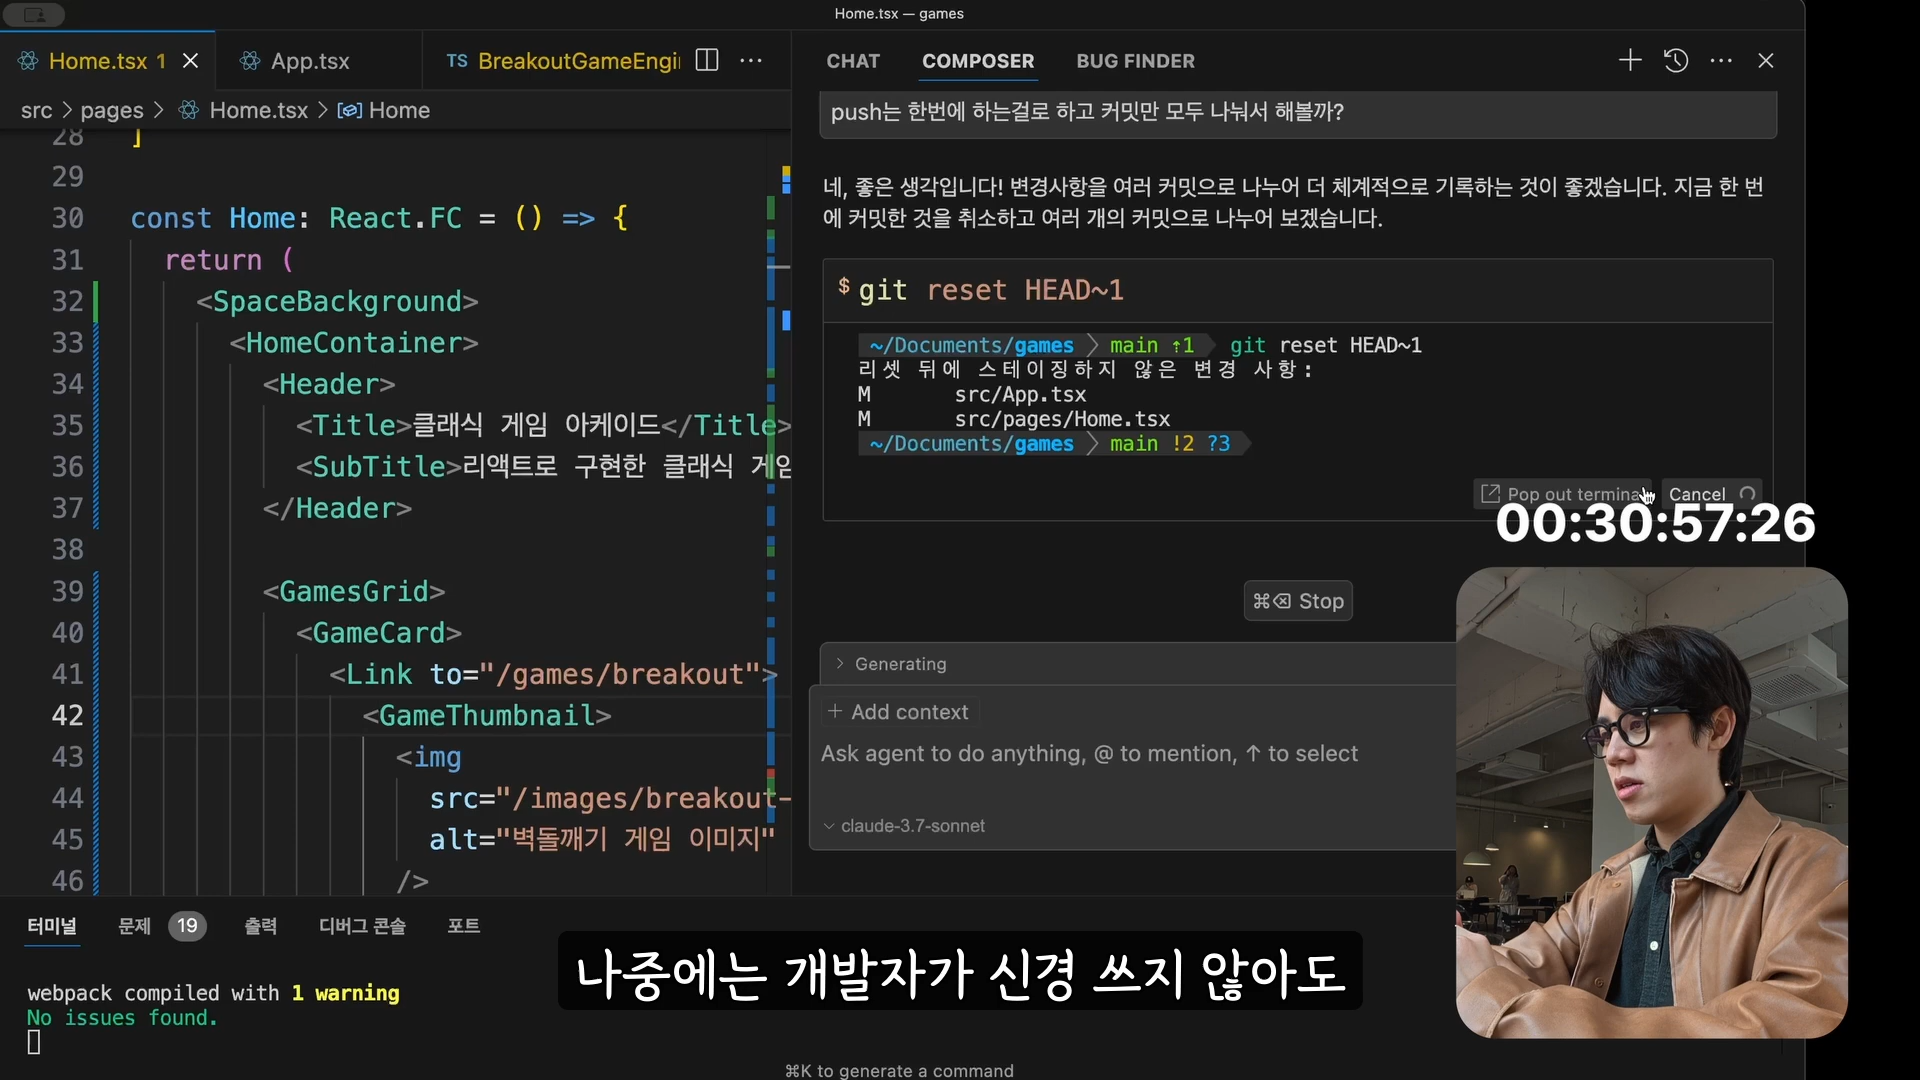 Home.tsx — games
Home.tsx 1
App.tsx
TS BreakoutGameEngi
CHAT
COMPOSER
BUG FINDER
src > pages > Home.tsx > Home
28 ]
29
30 const Home: React.FC = () => {
31 return (
32 <SpaceBackground>
33 <HomeContainer>
34 <Header>
35 <Title>클래식 게임 아케이드</Title>
36 <SubTitle>리액트로 구현한 클래식 게임
37 </Header>
38
39 <GamesGrid>
40 <GameCard>
41 <Link to="/games/breakout">
42 <GameThumbnail>
43 <img
44 src="/images/breakout-
45 alt="벽돌깨기 게임 이미지"
46 />
push는 한번에 하는걸로 하고 커밋만 모두 나눠서 해볼까?
네, 좋은 생각입니다! 변경사항을 여러 커밋으로 나누어 더 체계적으로 기록하는 것이 좋겠습니다. 지금 한 번
에 커밋한 것을 취소하고 여러 개의 커밋으로 나누어 보겠습니다.
$ git reset HEAD~1
~/Documents/games > main ⇡1 git reset HEAD~1
리셋 뒤에 스테이징하지 않은 변경 사항:
M src/App.tsx
M src/pages/Home.tsx
~/Documents/games > main !2 ?3
Pop out termina
Cancel
00:30:57:26
⌘⌫ Stop
> Generating
+ Add context
Ask agent to do anything, @ to mention, ↑ to select
claude-3.7-sonnet
터미널
문제 19
출력
디버그 콘솔
포트
webpack compiled with 1 warning
No issues found.
나중에는 개발자가 신경 쓰지 않아도
⌘K to generate a command